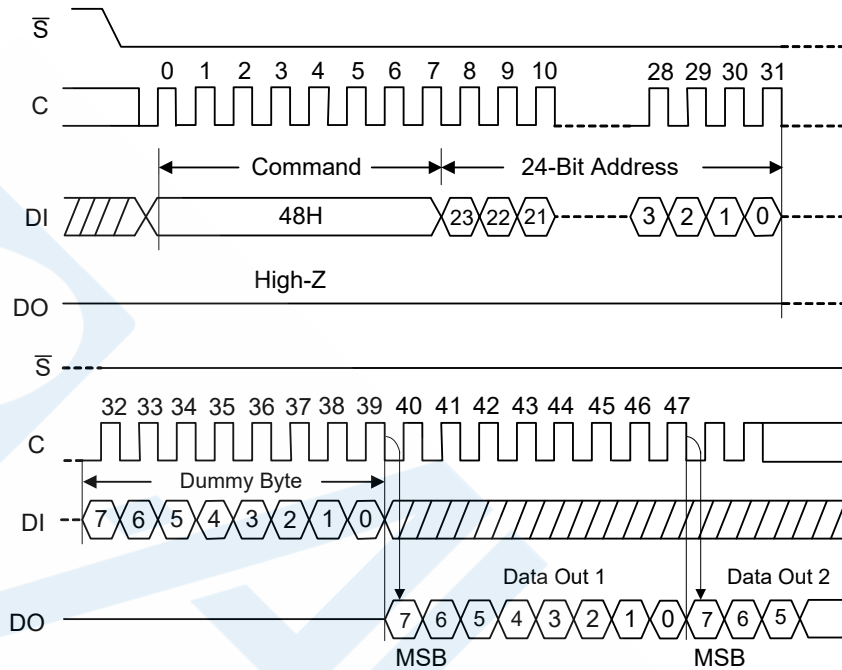 S̅
0 1 2 3 4 5 6 7 8 9 10 28 29 30 31
C
Command 24-Bit Address
DI 48H 23 22 21 3 2 1 0
High-Z
DO
S̅
32 33 34 35 36 37 38 39 40 41 42 43 44 45 46 47
C
Dummy Byte
DI 7 6 5 4 3 2 1 0
Data Out 1 Data Out 2
DO 7 6 5 4 3 2 1 0 7 6 5
MSB MSB